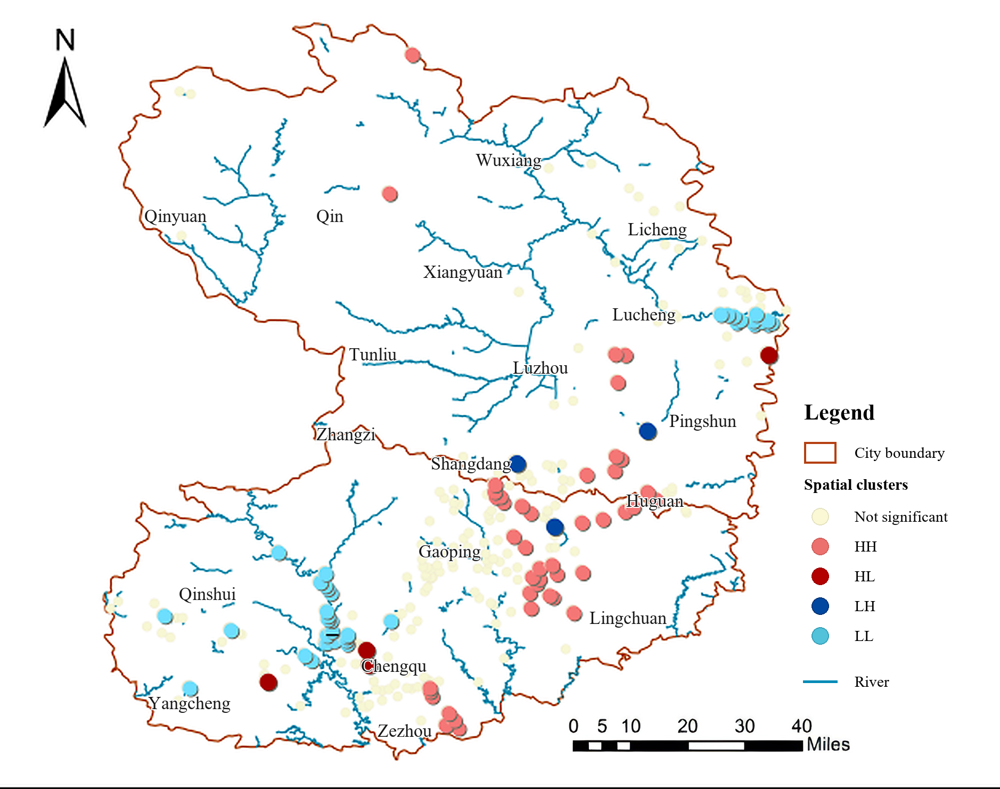 N
Wuxiang
Qinyuan
Qin
Licheng
Xiangyuan
Lucheng
Tunliu
Luzhou
Pingshun
Zhangzi
Shangdang
Huguan
Gaoping
Qinshui
Lingchuan
Chengqu
Yangcheng
Zezhou
Legend
City boundary
Spatial clusters
Not significant
HH
HL
LH
LL
River
0 5 10 20 30 40
Miles